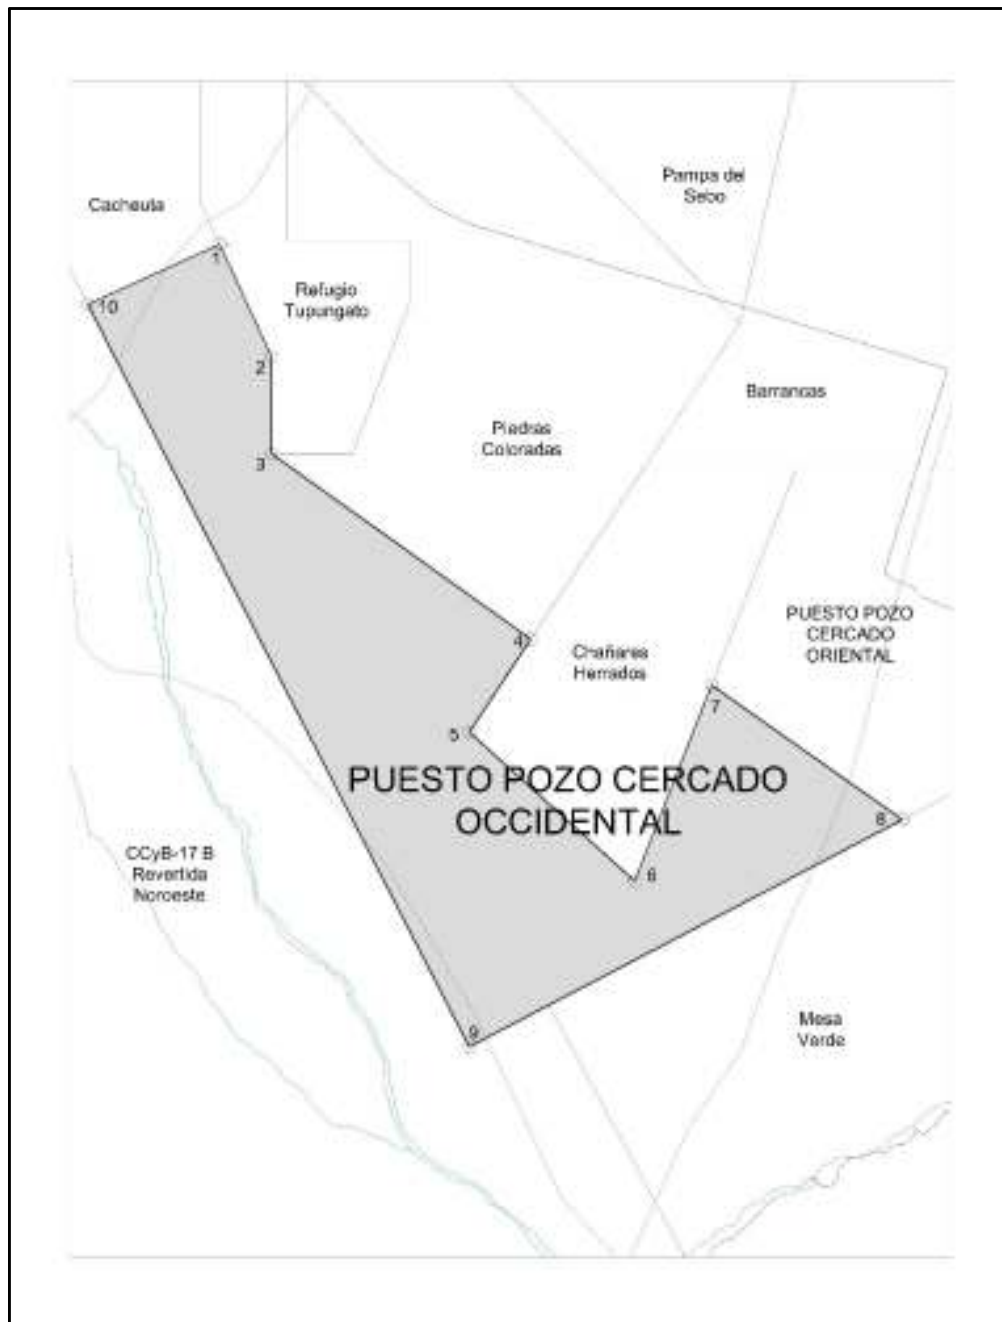 Pampa del
Sebo
Cacheuta
1
10
Refugio
Tupungato
2
Barrancas
Piedras
Coloradas
3
PUESTO POZO
CERCADO
ORIENTAL
4
Chañares
Herrados
7
5
PUESTO POZO CERCADO
OCCIDENTAL
8
CCyB-17 B
Revertida
Noroeste
6
Mesa
Verde
9